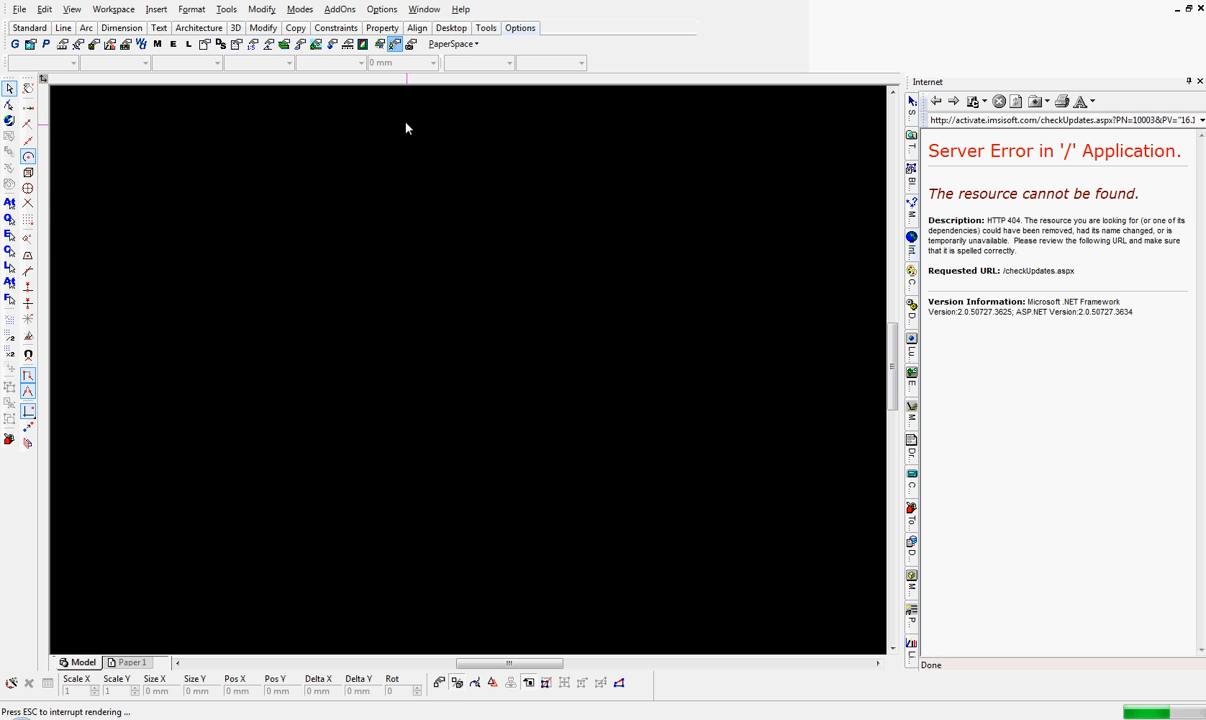 File Edit View Workspace Insert Format Tools Modify Modes AddOns Options Window Help
Standard Line Arc Dimension Text Architecture 3D Modify Copy Constraints Property Align Desktop Tools Options
PaperSpace
0 mm
Internet
http://activate.imsisoft.com/checkUpdates.aspx?PN=10003&PV="16.1
Server Error in '/' Application.
The resource cannot be found.
Description: HTTP 404. The resource you are looking for (or one of its
dependencies) could have been removed, had its name changed, or is
temporarily unavailable. Please review the following URL and make sure
that it is spelled correctly.
Requested URL: /checkUpdates.aspx
Version Information: Microsoft .NET Framework
Version:2.0.50727.3625; ASP.NET Version:2.0.50727.3634
Done
Model Paper 1
Scale X Scale Y Size X Size Y Pos X Pos Y Delta X Delta Y Rot
1 1 0 mm 0 mm 0 mm 0 mm 0 mm 0 mm 0
Press ESC to interrupt rendering ...